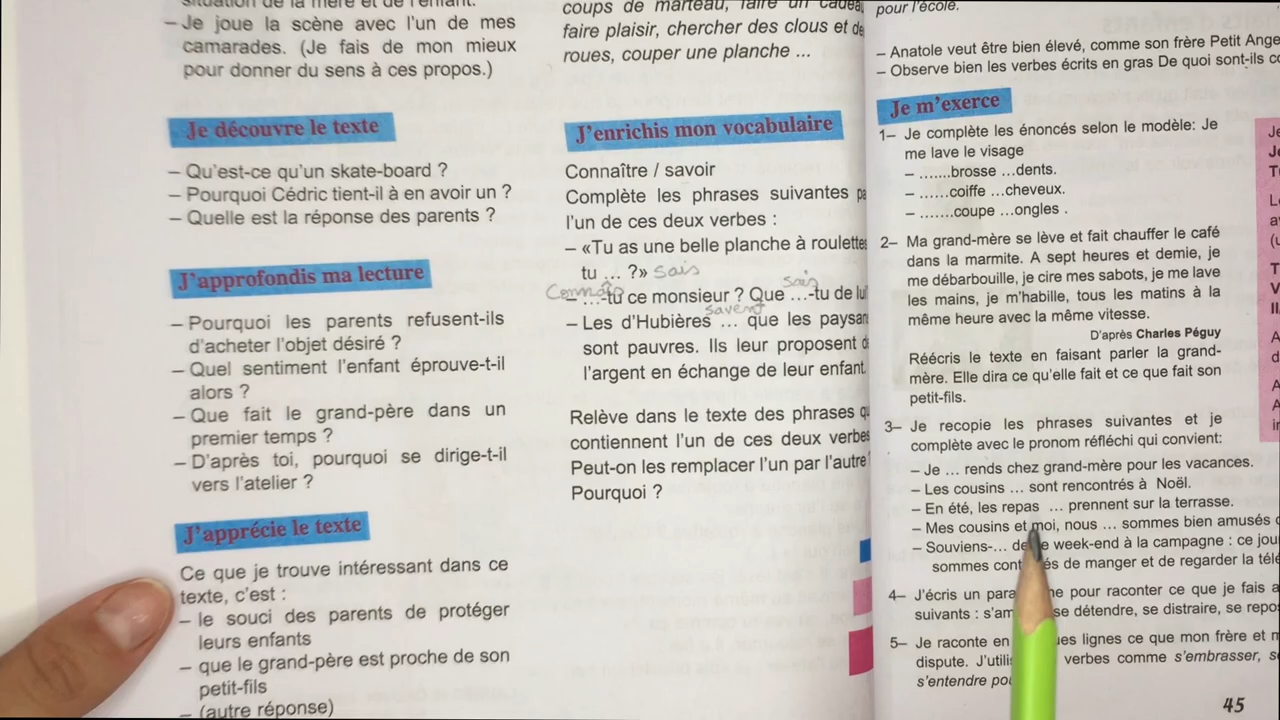 situation de la mère et de l'enfant.
– Je joue la scène avec l'un de mes
camarades. (Je fais de mon mieux
pour donner du sens à ces propos.)
Je découvre le texte
– Qu'est-ce qu'un skate-board ?
– Pourquoi Cédric tient-il à en avoir un ?
– Quelle est la réponse des parents ?
J'approfondis ma lecture
– Pourquoi les parents refusent-ils
d'acheter l'objet désiré ?
– Quel sentiment l'enfant éprouve-t-il
alors ?
– Que fait le grand-père dans un
premier temps ?
– D'après toi, pourquoi se dirige-t-il
vers l'atelier ?
J'apprécie le texte
Ce que je trouve intéressant dans ce
texte, c'est :
– le souci des parents de protéger
leurs enfants
– que le grand-père est proche de son
petit-fils
– (autre réponse)
coups de marteau, faire un cadeau
faire plaisir, chercher des clous et de
roues, couper une planche ...
J'enrichis mon vocabulaire
Connaître / savoir
Complète les phrases suivantes pa
l'un de ces deux verbes :
– «Tu as une belle planche à roulettes
tu ... ?» sais
Connais sais
– ...-tu ce monsieur ? Que ...-tu de lui
savent
– Les d'Hubières ... que les paysan
sont pauvres. Ils leur proposent d
l'argent en échange de leur enfant.
Relève dans le texte des phrases q
contiennent l'un de ces deux verbes
Peut-on les remplacer l'un par l'autre
Pourquoi ?
pour l'école.
– Anatole veut être bien élevé, comme son frère Petit Ange
– Observe bien les verbes écrits en gras De quoi sont-ils co
Je m'exerce
1– Je complète les énoncés selon le modèle: Je
me lave le visage
– .......brosse ...dents.
– ......coiffe ...cheveux.
– .......coupe ...ongles .
2– Ma grand-mère se lève et fait chauffer le café
dans la marmite. A sept heures et demie, je
me débarbouille, je cire mes sabots, je me lave
les mains, je m'habille, tous les matins à la
même heure avec la même vitesse.
D'après Charles Péguy
Réécris le texte en faisant parler la grand-
mère. Elle dira ce qu'elle fait et ce que fait son
petit-fils.
3– Je recopie les phrases suivantes et je
complète avec le pronom réfléchi qui convient:
– Je ... rends chez grand-mère pour les vacances.
– Les cousins ... sont rencontrés à Noël.
– En été, les repas ... prennent sur la terrasse.
– Mes cousins et moi, nous ... sommes bien amusés
– Souviens-... de week-end à la campagne : ce jou
sommes de manger et de regarder la télé
4– J'écris un pour raconter ce que je fais a
suivants : se détendre, se distraire, se repo
5– Je raconte en lignes ce que mon frère et m
dispute. verbes comme s'embrasser, s
s'entendre
45